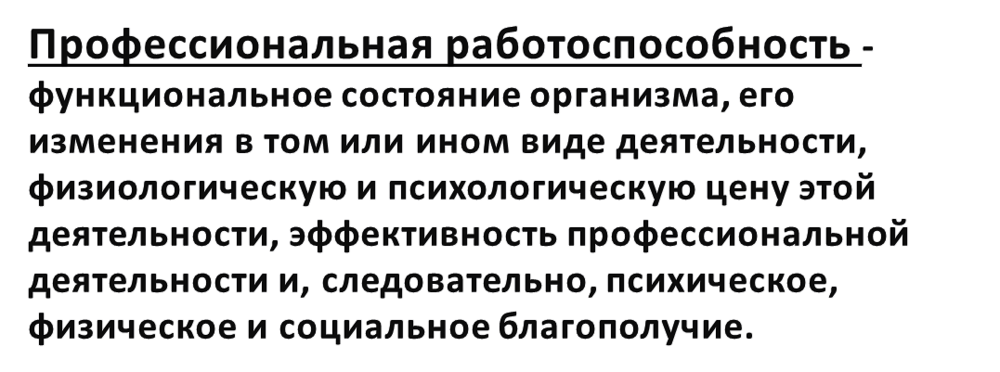 Профессиональная работоспособность -
функциональное состояние организма, его
изменения в том или ином виде деятельности,
физиологическую и психологическую цену этой
деятельности, эффективность профессиональной
деятельности и, следовательно, психическое,
физическое и социальное благополучие.